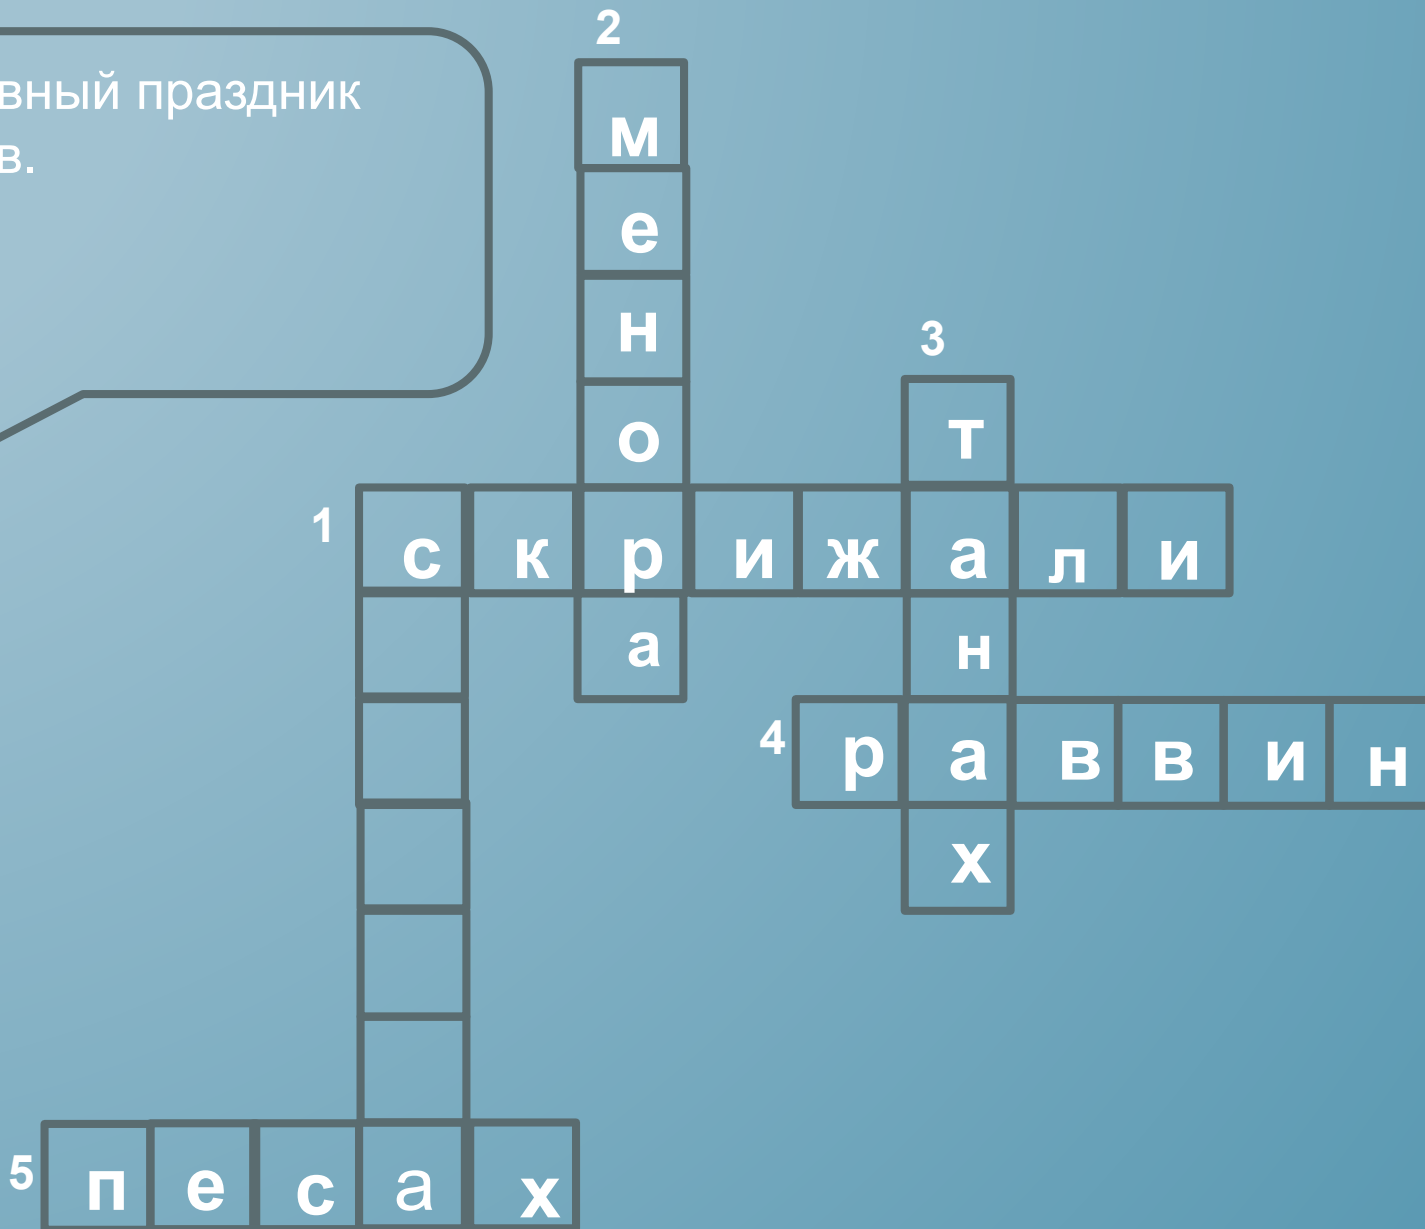 2
вный праздник
в.
м
е
н
3
о
т
1
с к р и ж а л и
а
н
4
р а в в и н
х
5
п е с а х